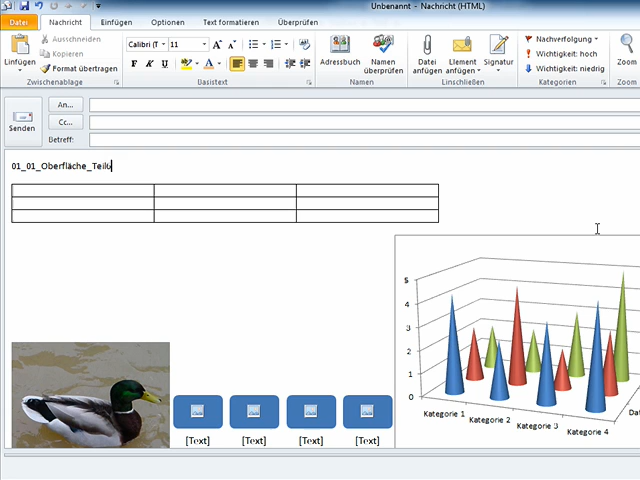 Unbenannt - Nachricht (HTML)
Datei Nachricht Einfügen Optionen Text formatieren Überprüfen
Einfügen
Ausschneiden
Kopieren
Format übertragen
Zwischenablage
Calibri (T 11
F K U
Basistext
Adressbuch
Namen überprüfen
Namen
Datei anfügen
Element anfügen
Signatur
Einschließen
Nachverfolgung
Wichtigkeit: hoch
Wichtigkeit: niedrig
Kategorien
Zoom
Zoom
Senden
An...
Cc...
Betreff:
5
4
3
2
1
0
Kategorie 1
Kategorie 2
Kategorie 3
Kategorie 4
[Text] [Text] [Text] [Text]